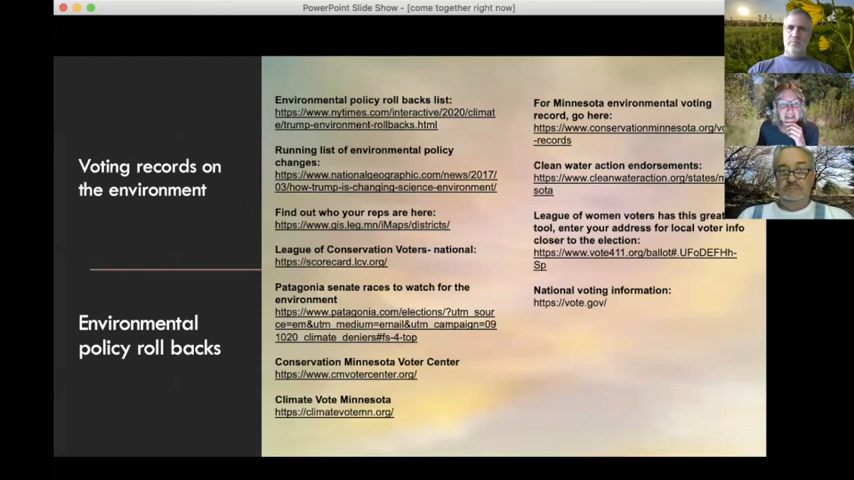 PowerPoint Slide Show - [come together right now]
Voting records on
the environment
Environmental
policy roll backs
Environmental policy roll backs list:
https://www.nytimes.com/interactive/2020/climat
e/trump-environment-rollbacks.html
Running list of environmental policy
changes:
https://www.nationalgeographic.com/news/2017/
03/how-trump-is-changing-science-environment/
Find out who your reps are here:
https://www.gis.leg.mn/iMaps/districts/
League of Conservation Voters- national:
https://scorecard.lcv.org/
Patagonia senate races to watch for the
environment
https://www.patagonia.com/elections/?utm_sour
ce=em&utm_medium=email&utm_campaign=09
1020_climate_deniers#fs-4-top
Conservation Minnesota Voter Center
https://www.cmvotercenter.org/
Climate Vote Minnesota
https://climatevotemn.org/
For Minnesota environmental voting
record, go here:
https://www.conservationminnesota.org/vo
-records
Clean water action endorsements:
https://www.cleanwateraction.org/states/m
sota
League of women voters has this great
tool, enter your address for local voter info
closer to the election:
https://www.vote411.org/ballot#.UFoDEFHh-
Sp
National voting information:
https://vote.gov/